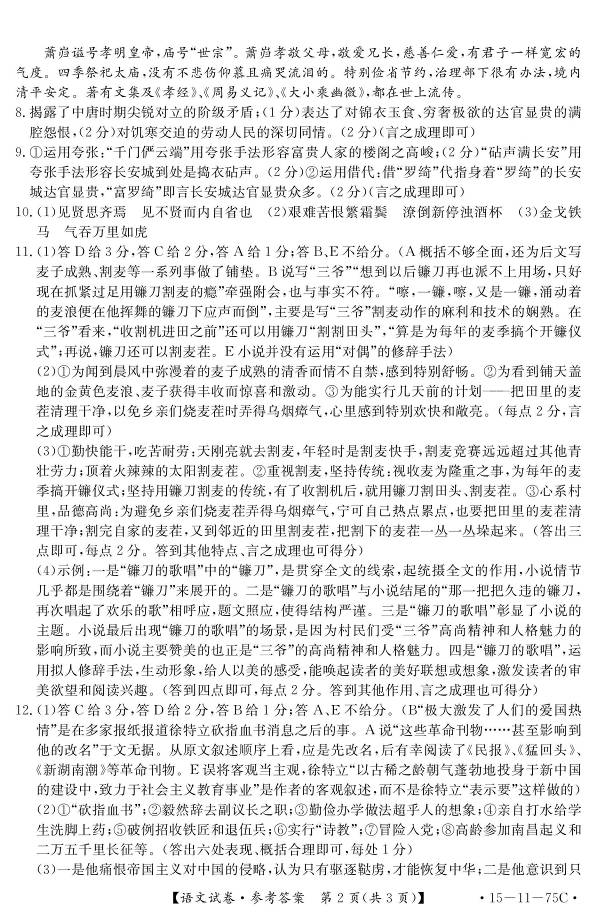 萧岿谥号孝明皇帝,庙号“世宗”。萧岿孝敬父母,敬爱兄长,慈善仁爱,有君子一样宽宏的
气度。四季祭祀太庙,没有不悲伤仰慕且痛哭流泪的。特别俭省节约,治理部下很有办法,境内
清平安定。著有文集及《孝经》、《周易义记》、《大小乘幽微》,都在世上流传。
8. 揭露了中唐时期尖锐对立的阶级矛盾;(1分)表达了对锦衣玉食、穷奢极欲的达官显贵的满
腔怨恨,(2分)对饥寒交迫的劳动人民的深切同情。(2分)(言之成理即可)
9. ①运用夸张:“千门俨云端”用夸张手法形容富贵人家的楼阁之高峻;(2分)“砧声满长安”用
夸张手法形容长安城到处是捣衣砧声。(2分)②运用借代:借“罗绮”代指身着“罗绮”的长安
城达官显贵,“富罗绮”即言长安城达官显贵众多。(2分)(言之成理即可)
10. (1)见贤思齐焉 见不贤而内自省也 (2)艰难苦恨繁霜鬓 潦倒新停浊酒杯 (3)金戈铁
马 气吞万里如虎
11. (1)答D给3分,答C给2分,答A给1分;答B、E不给分。(A概括不够全面,还为后文写
麦子成熟、割麦等一系列事做了铺垫。B说写“三爷”“想到以后镰刀再也派不上用场,只好
现在抓紧过足用镰刀割麦的瘾”牵强附会,也与事实不符。“嚓,一镰,嚓,又是一镰,涌动着
的麦浪便在他挥舞的镰刀下应声而倒”,主要是写“三爷”割麦动作的麻利和技术的娴熟。在
“三爷”看来,“收割机进田之前”还可以用镰刀“割割田头”,“算是为每年的麦季搞个开镰仪
式”;再说,镰刀还可以割麦茬。E小说并没有运用“对偶”的修辞手法)
(2)①为闻到晨风中弥漫着的麦子成熟的清香而情不自禁,感到特别舒畅。②为看到铺天盖
地的金黄色麦浪、麦子获得丰收而惊喜和激动。③为能实行几天前的计划——把田里的麦
茬清理干净,以免乡亲们烧麦茬时弄得乌烟瘴气,心里感到特别欢快和敞亮。(每点2分,言
之成理即可)
(3)①勤快能干,吃苦耐劳:天刚亮就去割麦,年轻时是割麦快手,割麦竞赛远远超过其他青
壮劳力;顶着火辣辣的太阳割麦茬。②重视割麦,坚持传统:视收麦为隆重之事,为每年的麦
季搞开镰仪式;坚持用镰刀割麦的传统,有了收割机后,就用镰刀割田头、割麦茬。③心系村
里,品德高尚:为避免乡亲们烧麦茬弄得乌烟瘴气,宁可自己热点累点,也要把田里的麦茬清
理干净;割完自家的麦茬,又到邻近的田里割麦茬,把割下的麦茬一丛一丛垛起来。(答出三
点即可,每点2分。答到其他特点、言之成理也可得分)
(4)示例:一是“镰刀的歌唱”中的“镰刀”,是贯穿全文的线索,起统摄全文的作用,小说情节
几乎都是围绕着“镰刀”来展开的。二是“镰刀的歌唱”与小说结尾的“那一把把久违的镰刀,
再次唱起了欢乐的歌”相呼应,题文照应,使得结构严谨。三是“镰刀的歌唱”彰显了小说的
主题。小说最后出现“镰刀的歌唱”的场景,是因为村民们受“三爷”高尚精神和人格魅力的
影响所致,而小说主要赞美的也正是“三爷”的高尚精神和人格魅力。四是“镰刀的歌唱”,运
用拟人修辞手法,生动形象,给人以美的感受,能唤起读者的美好联想或想象,激发读者的审
美欲望和阅读兴趣。(答到四点即可,每点2分。答到其他作用、言之成理也可得分)
12. (1)答C给3分,答D给2分,答B给1分;答A、E不给分。(B“极大激发了人们的爱国热
情”是在多家报纸报道徐特立砍指血书消息之后的事。A说“这些革命刊物……甚至影响到
他的改名”于文无据。从原文叙述顺序上看,应是先改名,后有幸阅读了《民报》、《猛回头》、
《新湖南潮》等革命刊物。E误将客观当主观,徐特立“以古稀之龄朝气蓬勃地投身于新中国
的建设中,致力于社会主义教育事业”是作者的客观叙述,而不是徐特立“表示要”这样做的)
(2)①“砍指血书”;②毅然辞去副议长之职;③勤俭办学做法超乎人的想象;④亲自打水给学
生洗脚上药;⑤破例招收铁匠和退伍兵;⑥实行“诗教”;⑦冒险入党;⑧高龄参加南昌起义和
二万五千里长征等。(答出六处表现、概括合理即可,每处1分)
(3)一是他痛恨帝国主义对中国的侵略,认为只有驱逐鞑虏,才能恢复中华;二是他意识到只
【语文试卷·参考答案 第2页(共3页)】 ·15-11-75C·